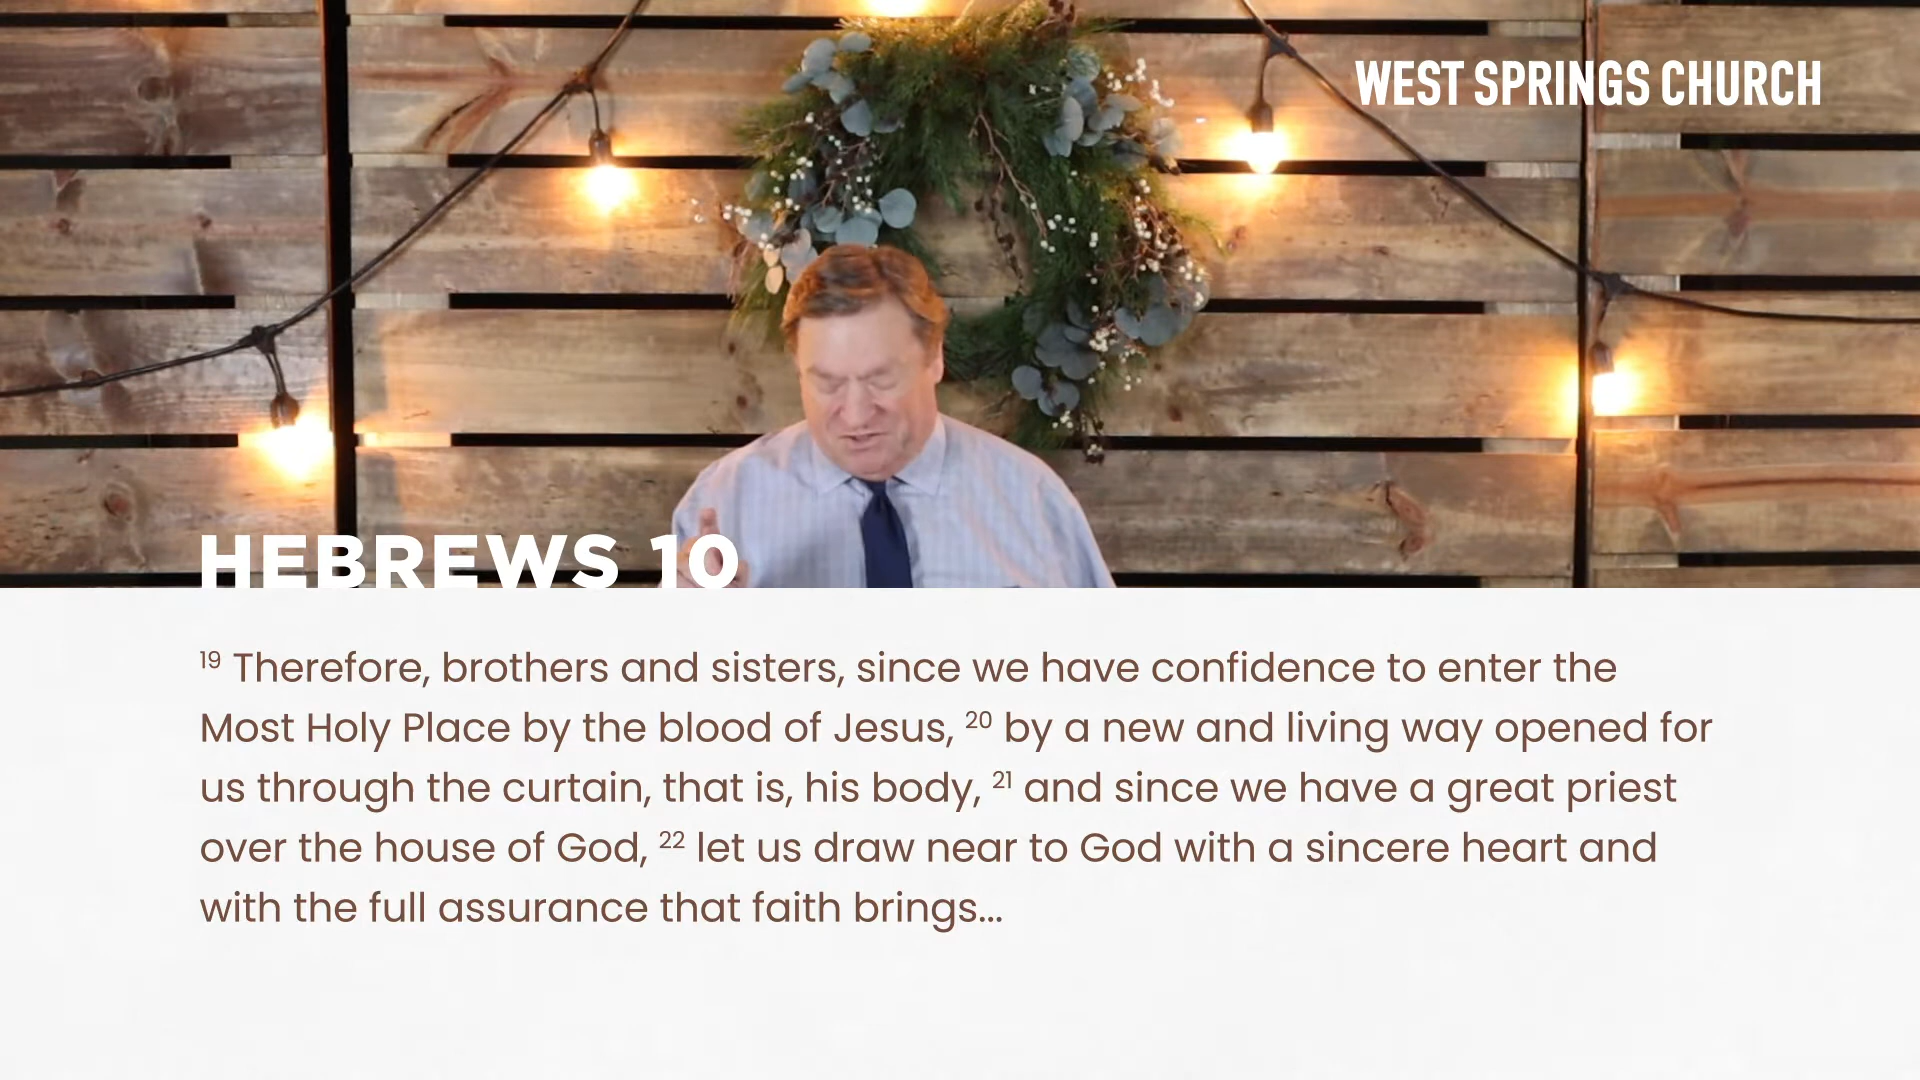 WEST SPRINGS CHURCH
HEBREWS 10
19 Therefore, brothers and sisters, since we have confidence to enter the
Most Holy Place by the blood of Jesus, 20 by a new and living way opened for
us through the curtain, that is, his body, 21 and since we have a great priest
over the house of God, 22 let us draw near to God with a sincere heart and
with the full assurance that faith brings...